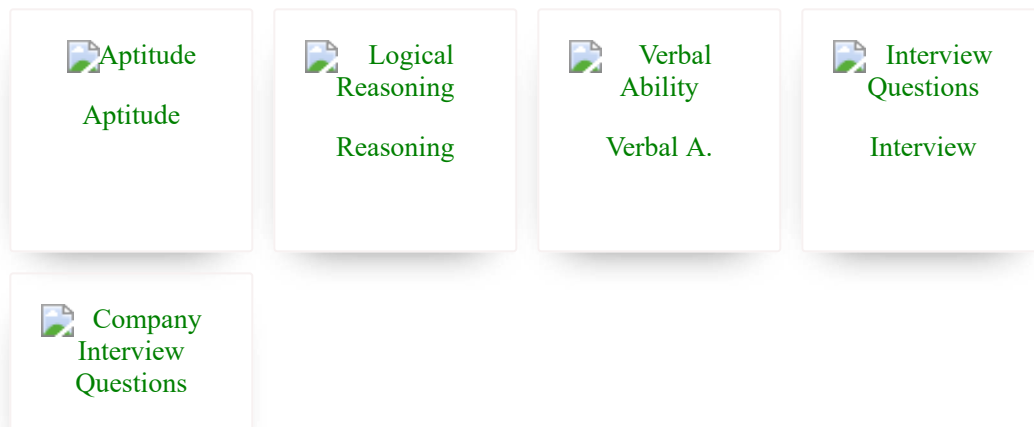 Aptitude
Aptitude
Logical
Reasoning
Reasoning
Verbal
Ability
Verbal A.
Interview
Questions
Interview
Company
Interview
Questions